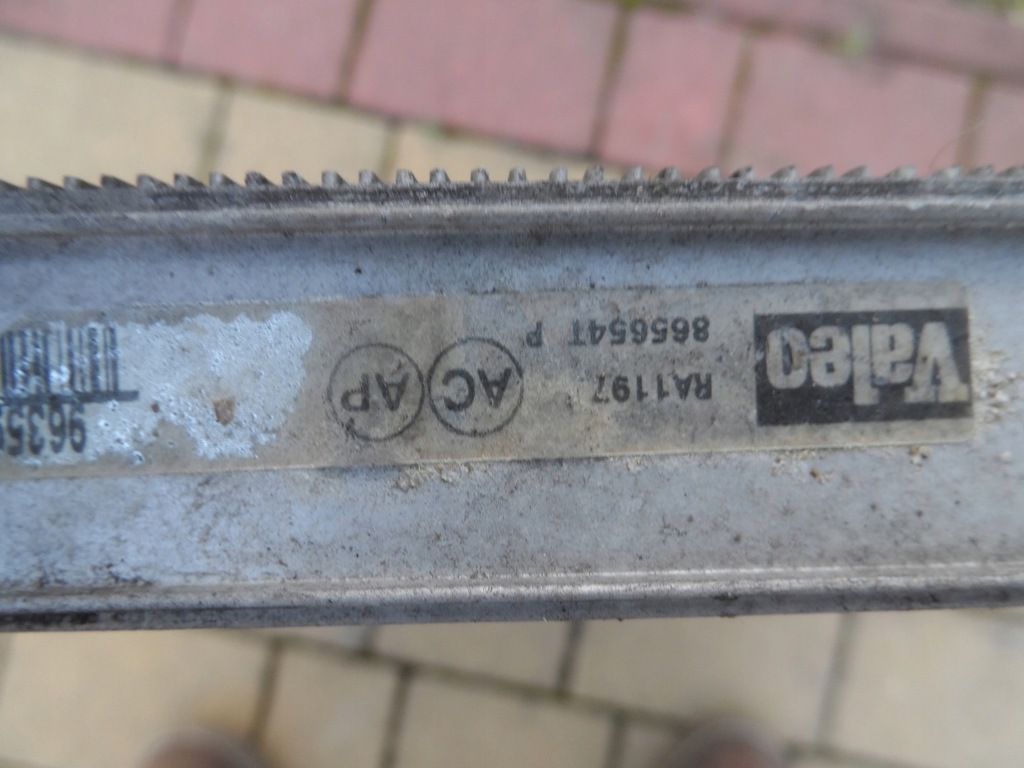 Valeo
RA1197
865654T P
AC
AP